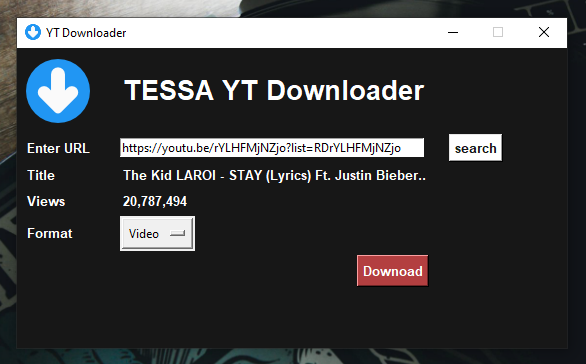 YT Downloader
TESSA YT Downloader
Enter URL https://youtu.be/rYLHFMjNZjo?list=RDrYLHFMjNZjo search
Title The Kid LAROI - STAY (Lyrics) Ft. Justin Bieber..
Views 20,787,494
Format Video
Downoad